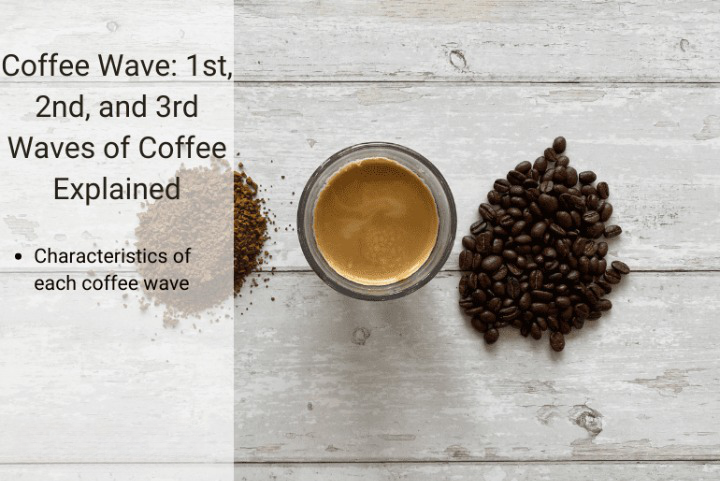 Coffee Wave: 1st,
2nd, and 3rd
Waves of Coffee
Explained
• Characteristics of
each coffee wave